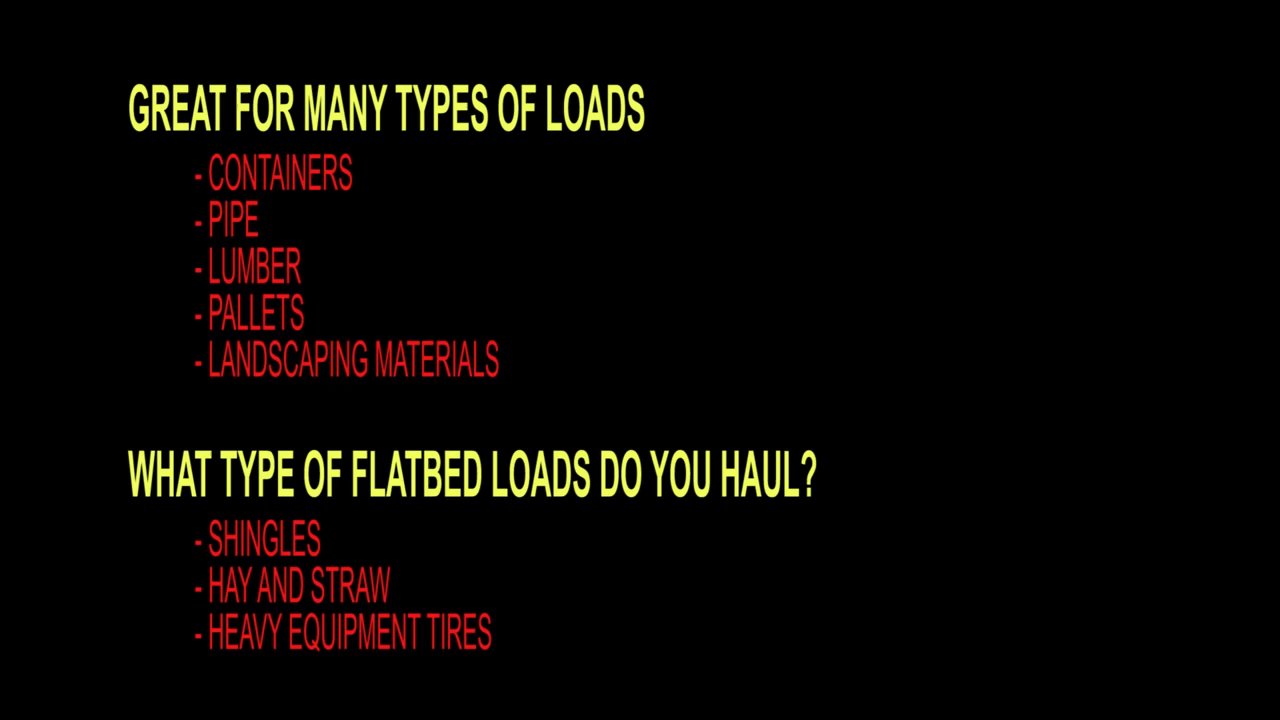 GREAT FOR MANY TYPES OF LOADS
- CONTAINERS
- PIPE
- LUMBER
- PALLETS
- LANDSCAPING MATERIALS
WHAT TYPE OF FLATBED LOADS DO YOU HAUL?
- SHINGLES
- HAY AND STRAW
- HEAVY EQUIPMENT TIRES